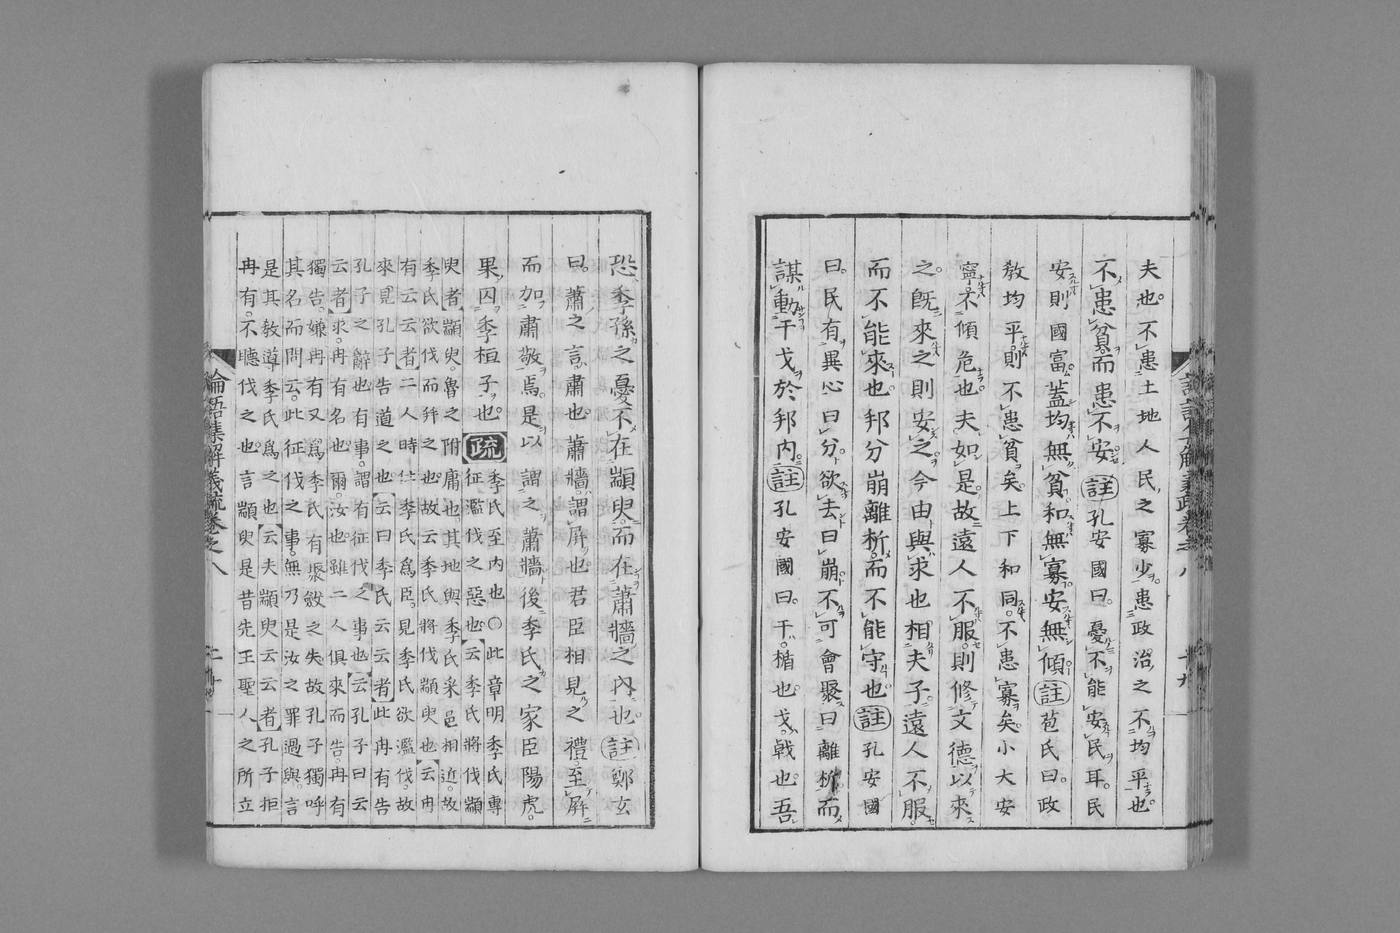 夫也不患土地人民之寡少患政治之不均平也
不患貧而患不安註孔安國曰憂不能安民耳民
安則國富蓋均無貧和無寡安無傾註苞氏曰政
教均平則不患貧矣上下和同不患寡矣小大安
寧不傾危也夫如是故遠人不服則修文德以來
之既來之則安之今由與求也相夫子遠人不服
而不能來也邦分崩離析而不能守也註孔安國
曰民有異心曰分欲去曰崩不可會聚曰離析而
謀動干戈於邦内註孔安國曰干楯也戈戟也吾
恐季孫之憂不在顓臾而在蕭牆之内也註鄭玄
曰蕭之言肅也蕭牆謂屏也君臣相見之禮至屏
而加肅敬焉是以謂之蕭牆後季氏之家臣陽虎
果囚季桓子也疏季氏至内也〇此章明季氏專
征濫伐之惡也云季氏將伐顓
臾者顓臾魯之附庸也其地與季氏采邑相近故
季氏欲伐而并之也故云季氏將伐顓臾也云冉
有云云者二人時仕季氏爲臣見季氏欲濫伐故
來見孔子告道之也云曰季氏云云者此冉有告
孔子之辭也有事謂有征伐之事也云孔子曰云
云者求冉有名也爾汝也雖二人俱來而告冉有
獨告嫌冉有又爲季氏有聚斂之失故孔子獨呼
其名而問云此征伐之事無乃是汝之罪過與言
是其教導季氏爲之也云夫顓臾云云者孔子拒
冉有不聽伐之也言顓臾是昔先王聖人之所立
論語集解義疏卷之八